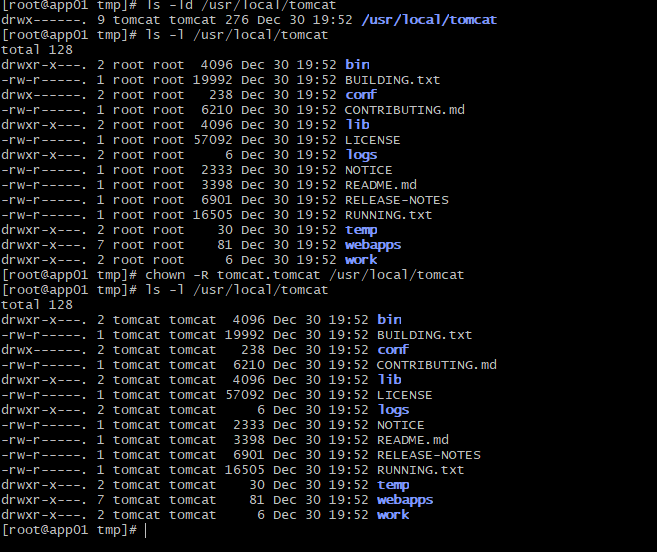 [root@app01 tmp]# ls -ld /usr/local/tomcat
drwx------. 9 tomcat tomcat 276 Dec 30 19:52 /usr/local/tomcat
[root@app01 tmp]# ls -l /usr/local/tomcat
total 128
drwxr-x---. 2 root root  4096 Dec 30 19:52 bin
-rw-r-----. 1 root root 19992 Dec 30 19:52 BUILDING.txt
drwx------. 2 root root   238 Dec 30 19:52 conf
-rw-r-----. 1 root root  6210 Dec 30 19:52 CONTRIBUTING.md
drwxr-x---. 2 root root  4096 Dec 30 19:52 lib
-rw-r-----. 1 root root 57092 Dec 30 19:52 LICENSE
drwxr-x---. 2 root root     6 Dec 30 19:52 logs
-rw-r-----. 1 root root  2333 Dec 30 19:52 NOTICE
-rw-r-----. 1 root root  3398 Dec 30 19:52 README.md
-rw-r-----. 1 root root  6901 Dec 30 19:52 RELEASE-NOTES
-rw-r-----. 1 root root 16505 Dec 30 19:52 RUNNING.txt
drwxr-x---. 2 root root    30 Dec 30 19:52 temp
drwxr-x---. 7 root root    81 Dec 30 19:52 webapps
drwxr-x---. 2 root root     6 Dec 30 19:52 work
[root@app01 tmp]# chown -R tomcat.tomcat /usr/local/tomcat
[root@app01 tmp]# ls -l /usr/local/tomcat
total 128
drwxr-x---. 2 tomcat tomcat  4096 Dec 30 19:52 bin
-rw-r-----. 1 tomcat tomcat 19992 Dec 30 19:52 BUILDING.txt
drwx------. 2 tomcat tomcat   238 Dec 30 19:52 conf
-rw-r-----. 1 tomcat tomcat  6210 Dec 30 19:52 CONTRIBUTING.md
drwxr-x---. 2 tomcat tomcat  4096 Dec 30 19:52 lib
-rw-r-----. 1 tomcat tomcat 57092 Dec 30 19:52 LICENSE
drwxr-x---. 2 tomcat tomcat     6 Dec 30 19:52 logs
-rw-r-----. 1 tomcat tomcat  2333 Dec 30 19:52 NOTICE
-rw-r-----. 1 tomcat tomcat  3398 Dec 30 19:52 README.md
-rw-r-----. 1 tomcat tomcat  6901 Dec 30 19:52 RELEASE-NOTES
-rw-r-----. 1 tomcat tomcat 16505 Dec 30 19:52 RUNNING.txt
drwxr-x---. 2 tomcat tomcat    30 Dec 30 19:52 temp
drwxr-x---. 7 tomcat tomcat    81 Dec 30 19:52 webapps
drwxr-x---. 2 tomcat tomcat     6 Dec 30 19:52 work
[root@app01 tmp]#